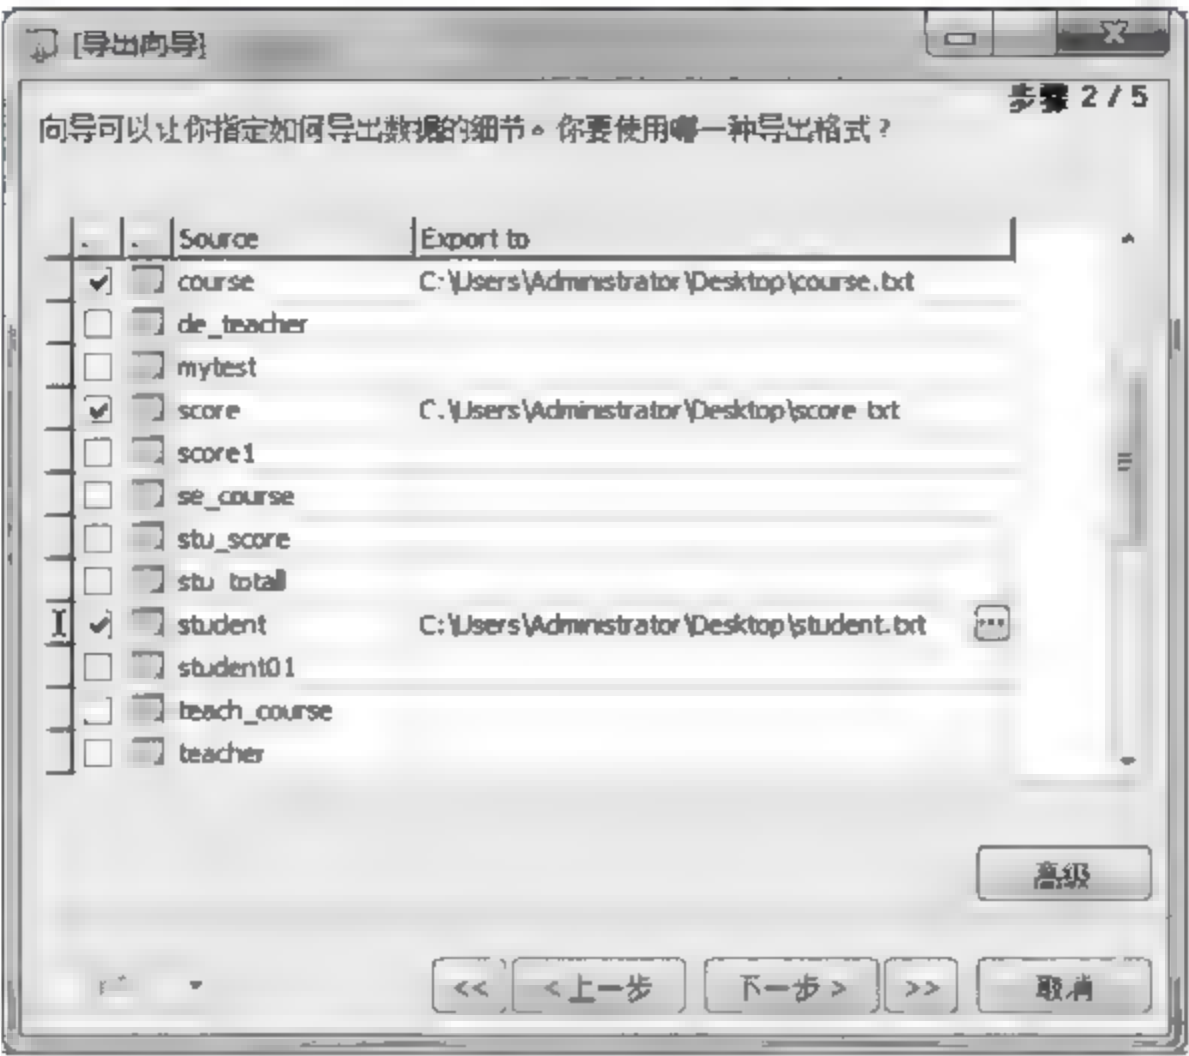 [导出向导]
步骤 2 / 5
向导可以让你指定如何导出数据的细节。你要使用哪一种导出格式？
. . Source Export to
course C:\Users\Administrator\Desktop\course.txt
de_teacher
mytest
score C.\Users\Administrator\Desktop\score txt
score1
se_course
stu_score
stu totall
student C:\Users\Administrator\Desktop\student.txt ...
student01
teach_course
teacher
高级
<< <上一步 下一步> >> 取消